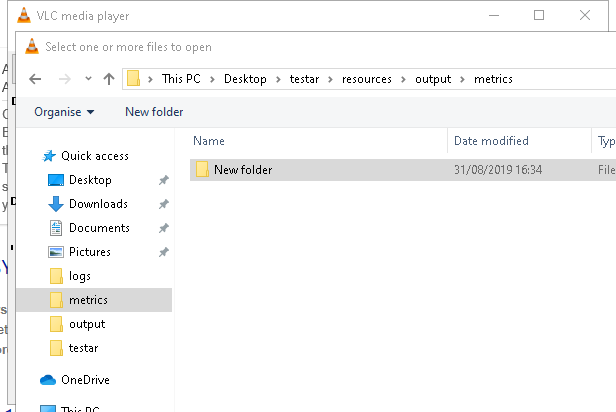 VLC media player
Select one or more files to open
This PC > Desktop > testar > resources > output > metrics
Organise New folder
Name Date modified Typ
Quick access
New folder 31/08/2019 16:34 File
Desktop
Downloads
Documents
Pictures
logs
metrics
output
testar
OneDrive
This PC